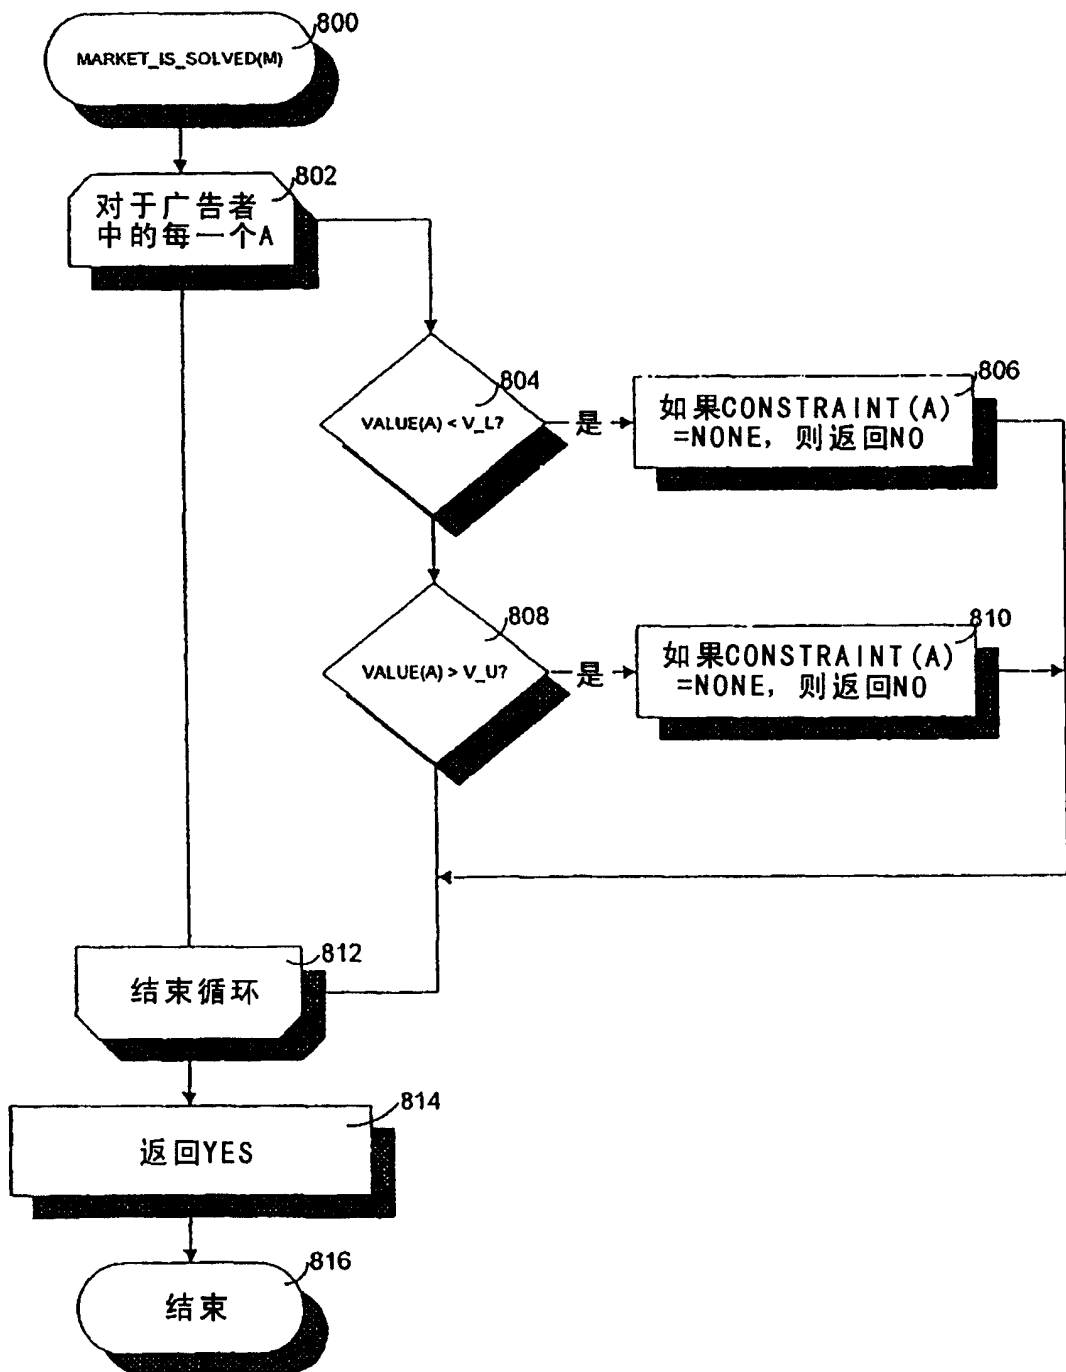 800
MARKET_IS_SOLVED(M)
802
对于广告者
中的每一个A
804
VALUE(A) < V_L?
是
806
如果CONSTRAINT(A)
=NONE, 则返回NO
808
VALUE(A) > V_U?
是
810
如果CONSTRAINT(A)
=NONE, 则返回NO
812
结束循环
814
返回YES
816
结束